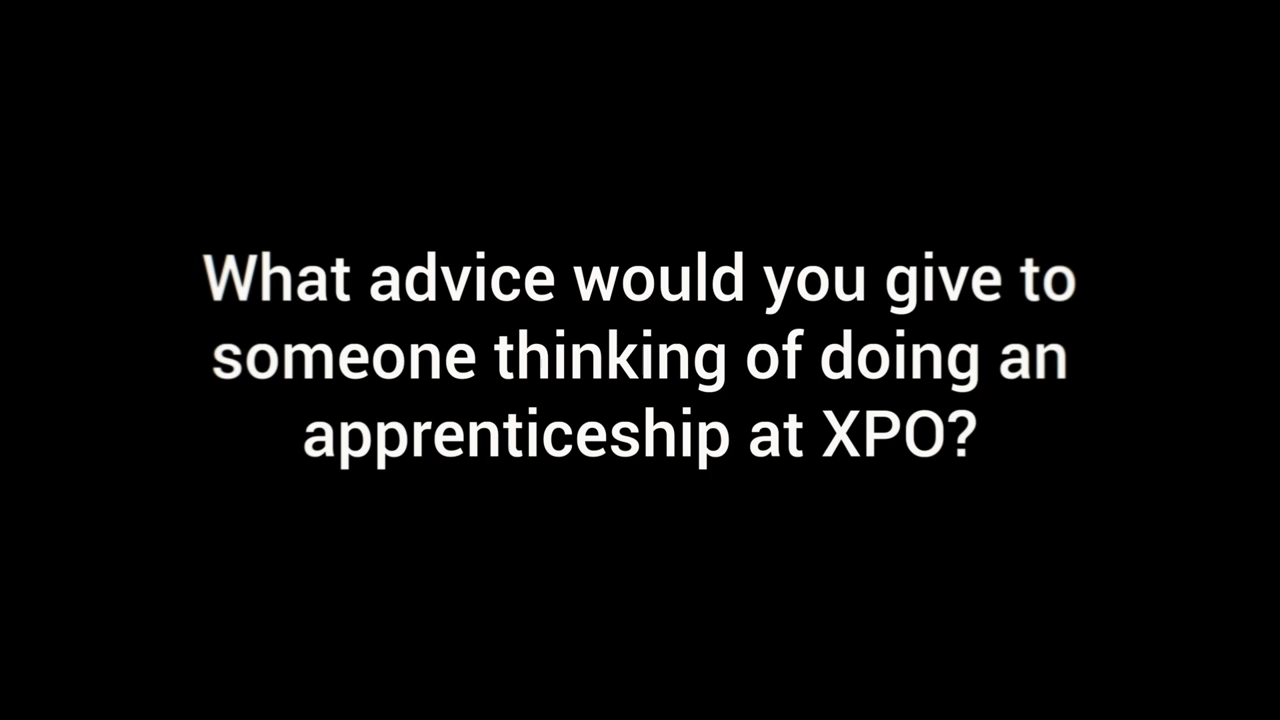 What advice would you give to
someone thinking of doing an
apprenticeship at XPO?